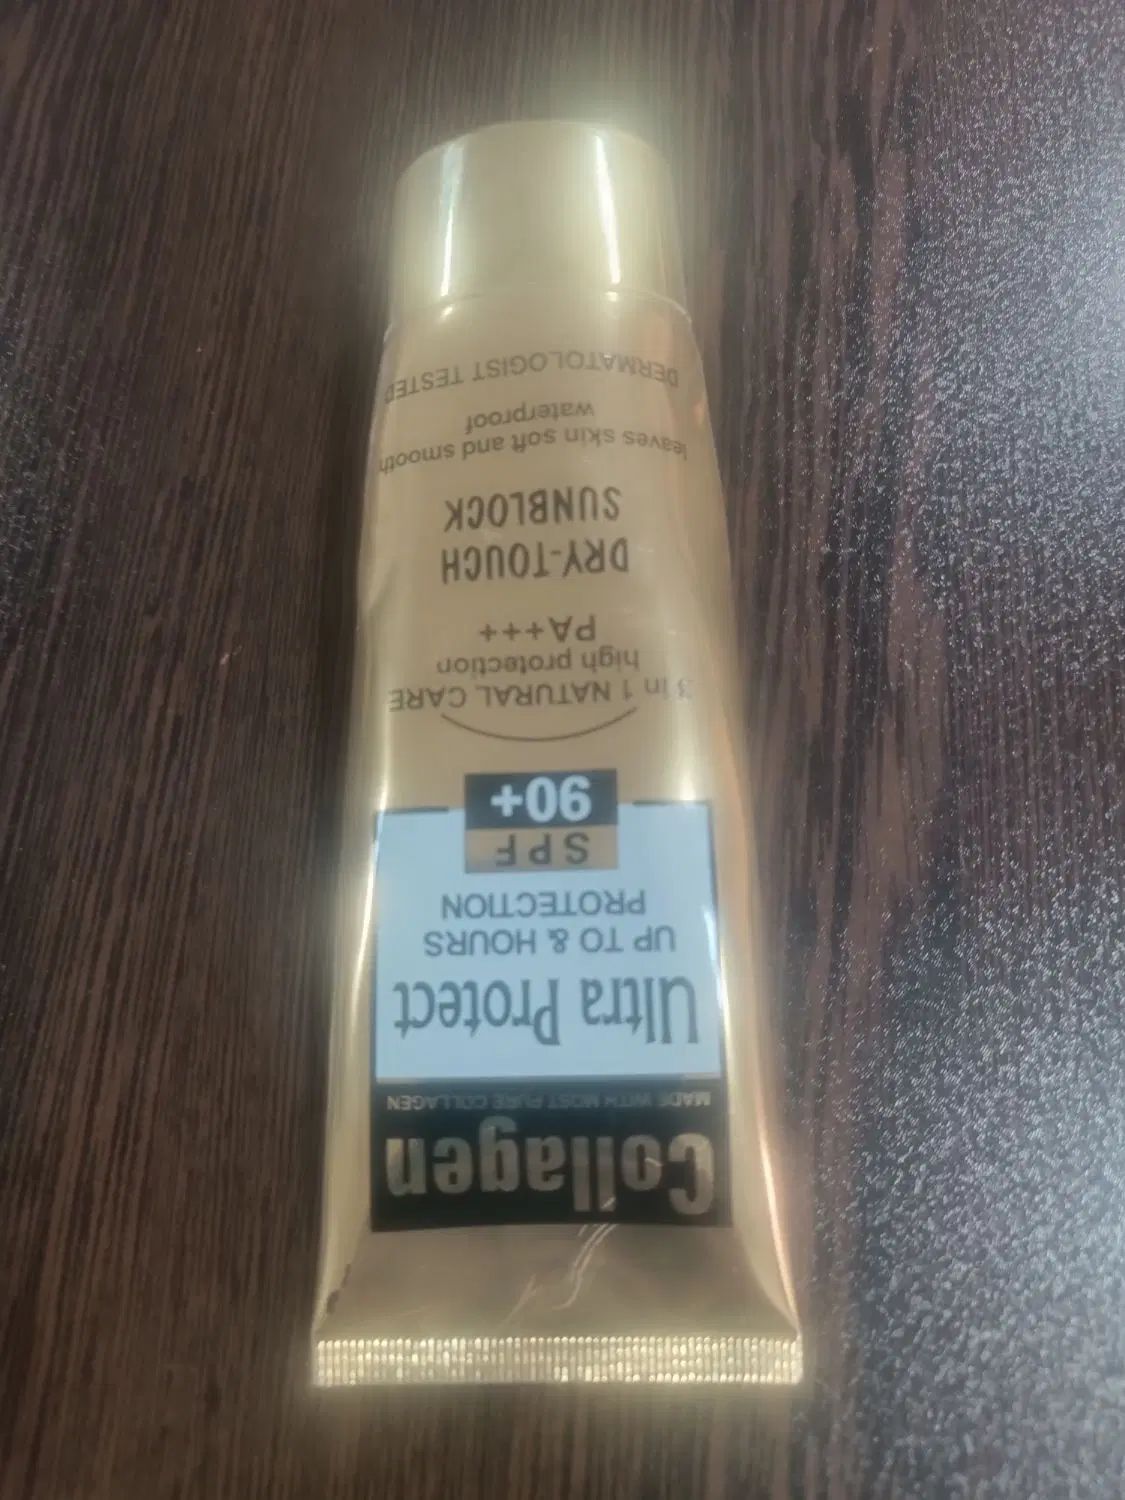 Collagen
MADE WITH MOST PURE COLLAGEN
Ultra Protect
UP TO & HOURS
PROTECTION
SPF
90+
3 in 1 NATURAL CARE
high protection
PA+++
DRY-TOUCH
SUNBLOCK
leaves skin soft and smooth
waterproof
DERMATOLOGIST TESTED